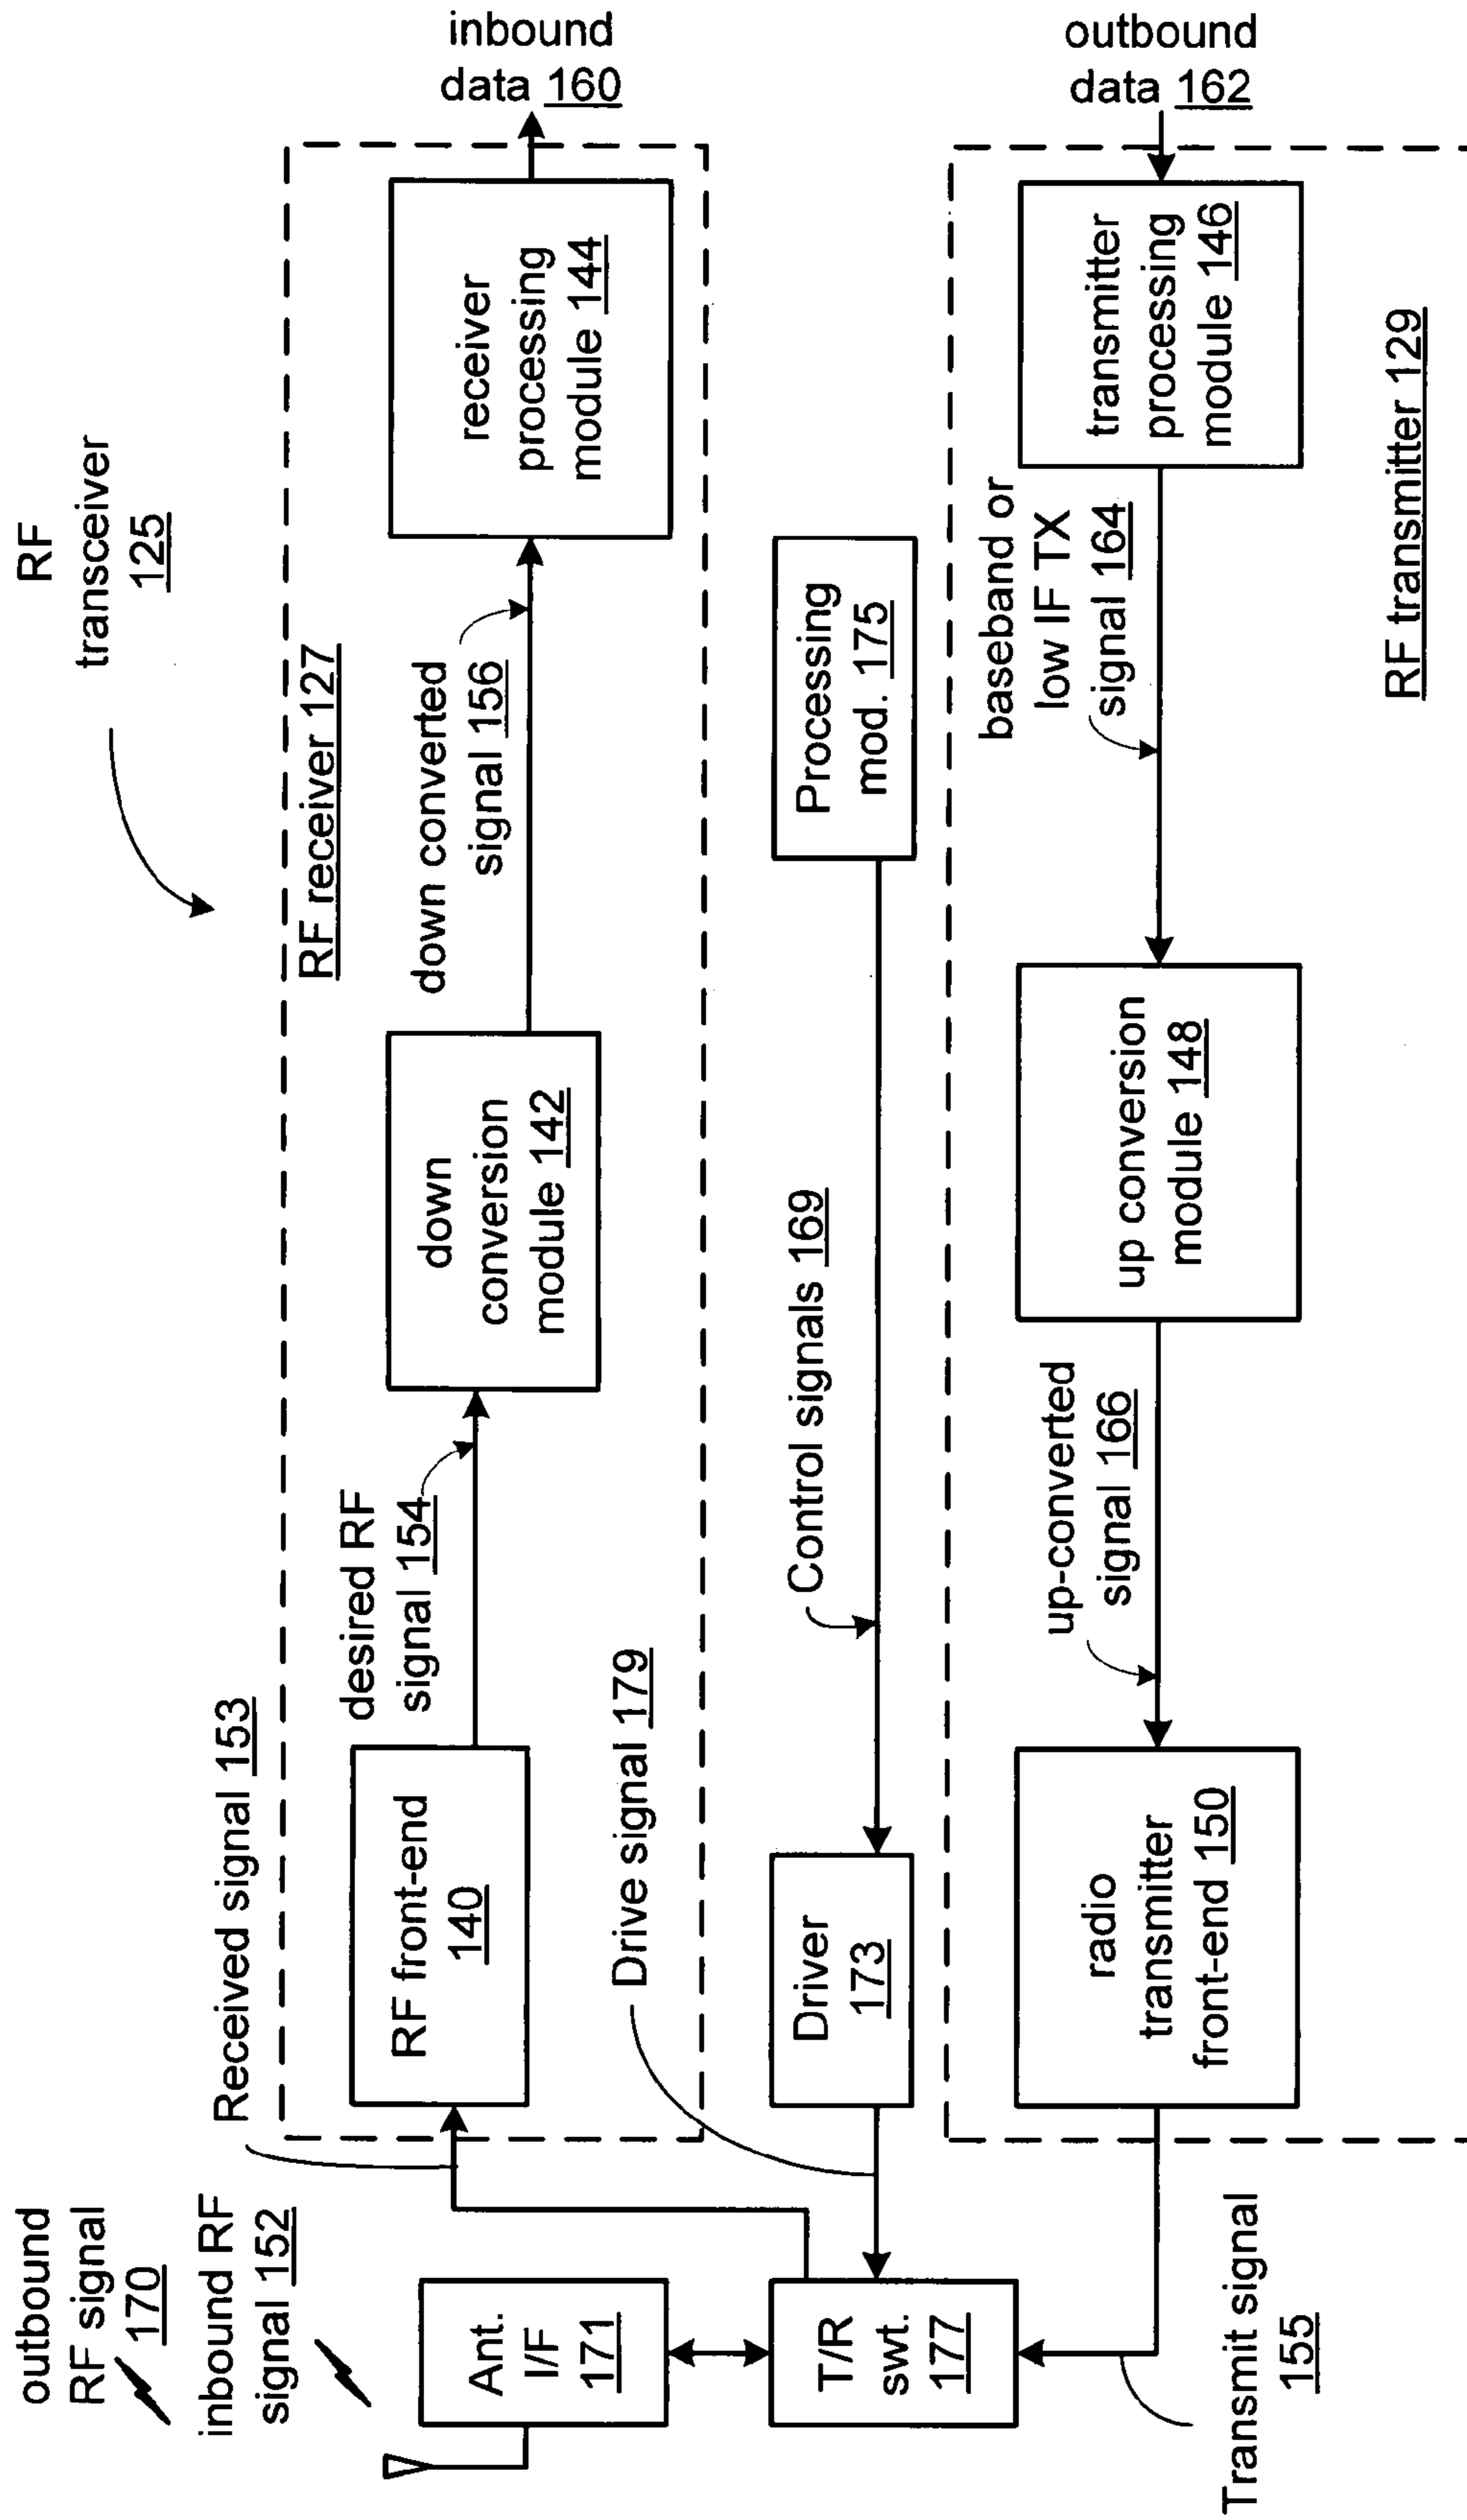 RF
transceiver
125
outbound
RF signal
170
inbound RF
signal 152
Received signal 153
RF receiver 127
RF front-end
140
desired RF
signal 154
down
conversion
module 142
down converted
signal 156
receiver
processing
module 144
inbound
data 160
Ant.
I/F
171
Drive signal 179
T/R
swt.
177
Driver
173
Control signals 169
Processing
mod. 175
Transmit signal
155
radio
transmitter
front-end 150
up-converted
signal 166
up conversion
module 148
baseband or
low IF TX
signal 164
transmitter
processing
module 146
outbound
data 162
RF transmitter 129